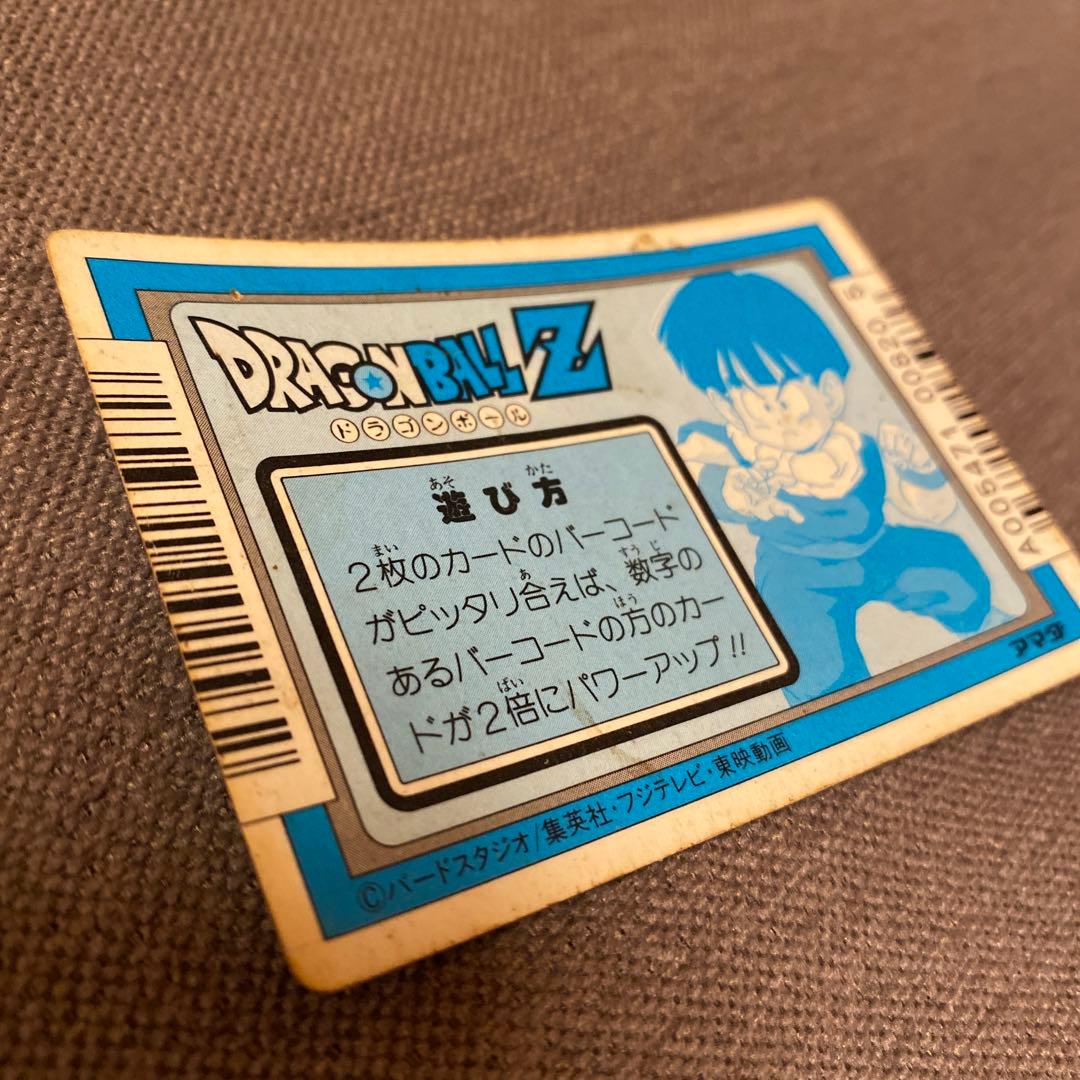 DRAGON BALL Z
ドラゴンボール
遊び方
2枚のカードのバーコード
がピッタリ合えば、数字の
あるバーコードの方のカー
ドが2倍にパワーアップ!!
©バードスタジオ/集英社・フジテレビ・東映動画
アマダ